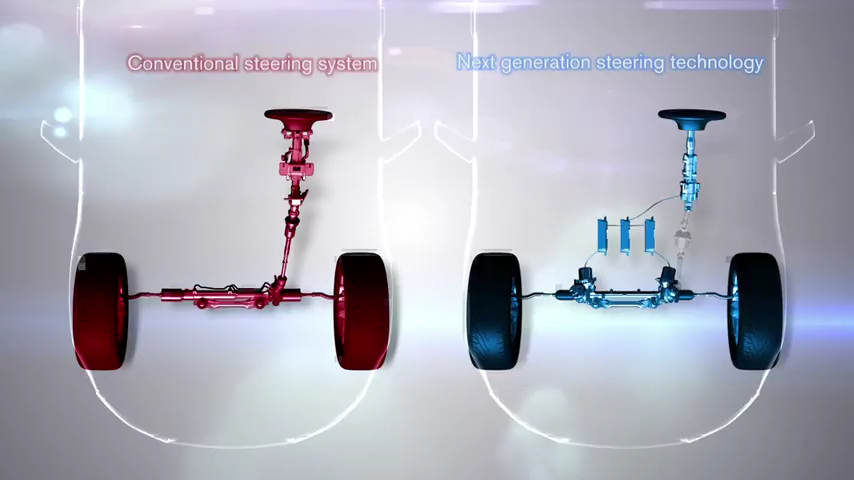 Conventional steering system
Next generation steering technology